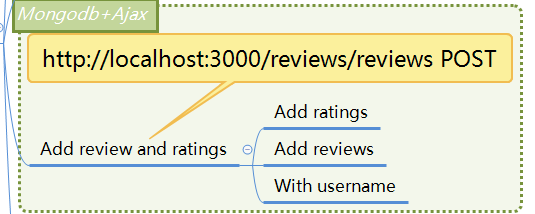 Mongodb+Ajax
http://localhost:3000/reviews/reviews POST
Add ratings
Add review and ratings
Add reviews
With username